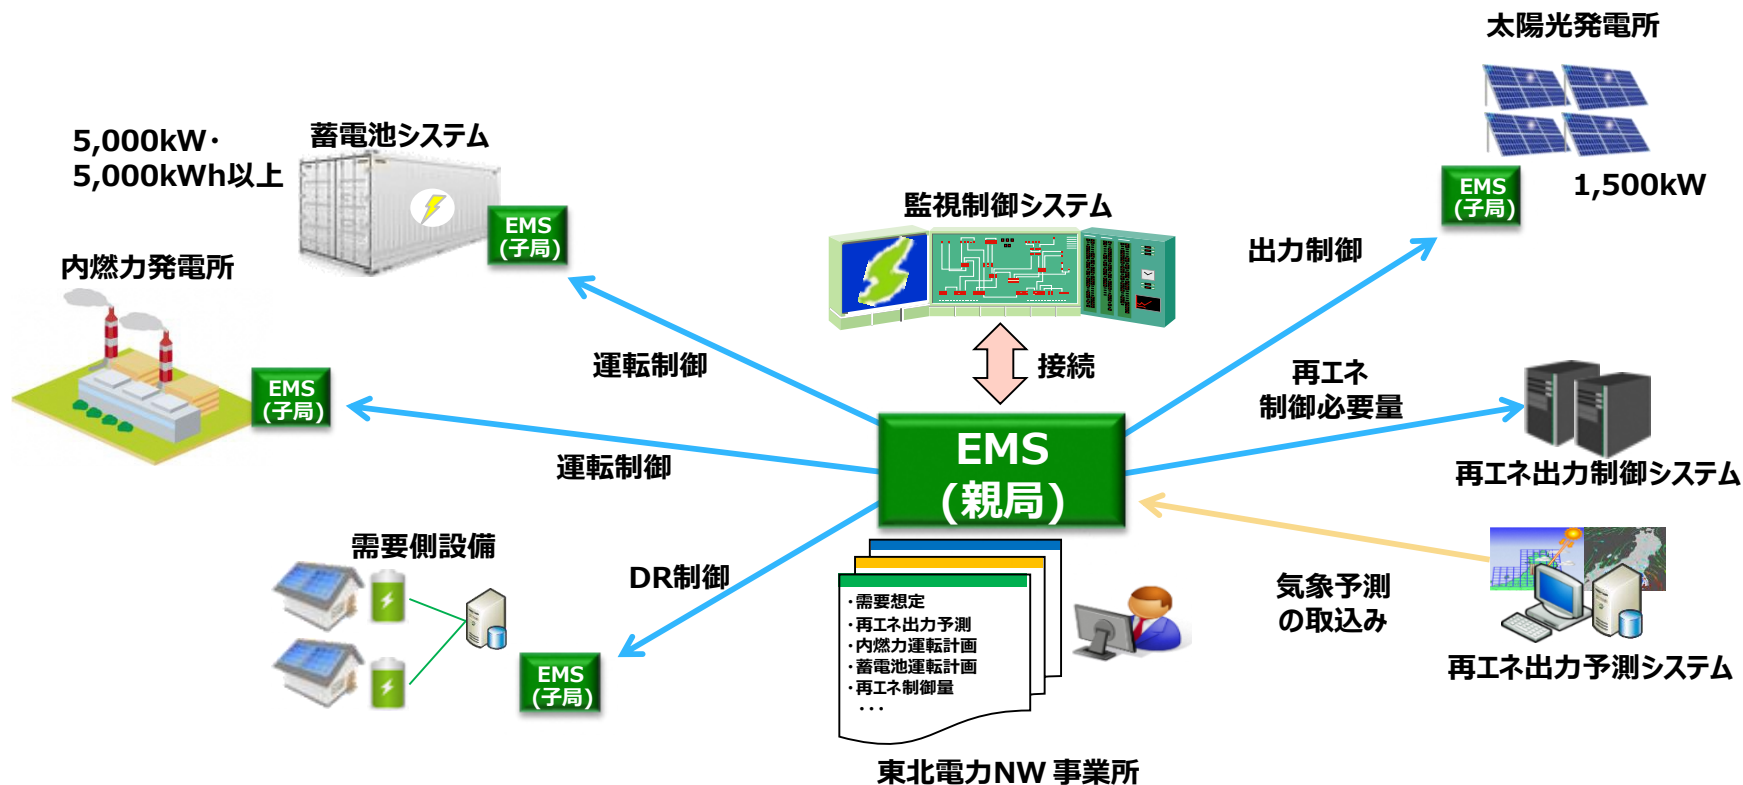 太陽光発電所
5,000kW・
5,000kWh以上
蓄電池システム
EMS
(子局)
1,500kW
監視制御システム
EMS
(子局)
出力制御
内燃力発電所
運転制御
接続
再エネ
制御必要量
EMS
(子局)
運転制御
EMS
(親局)
再エネ出力制御システム
需要側設備
DR制御
気象予測
の取込み
・需要想定
・再エネ出力予測
・内燃力運転計画
・蓄電池運転計画
・再エネ制御量
・・・
再エネ出力予測システム
EMS
(子局)
東北電力NW 事業所